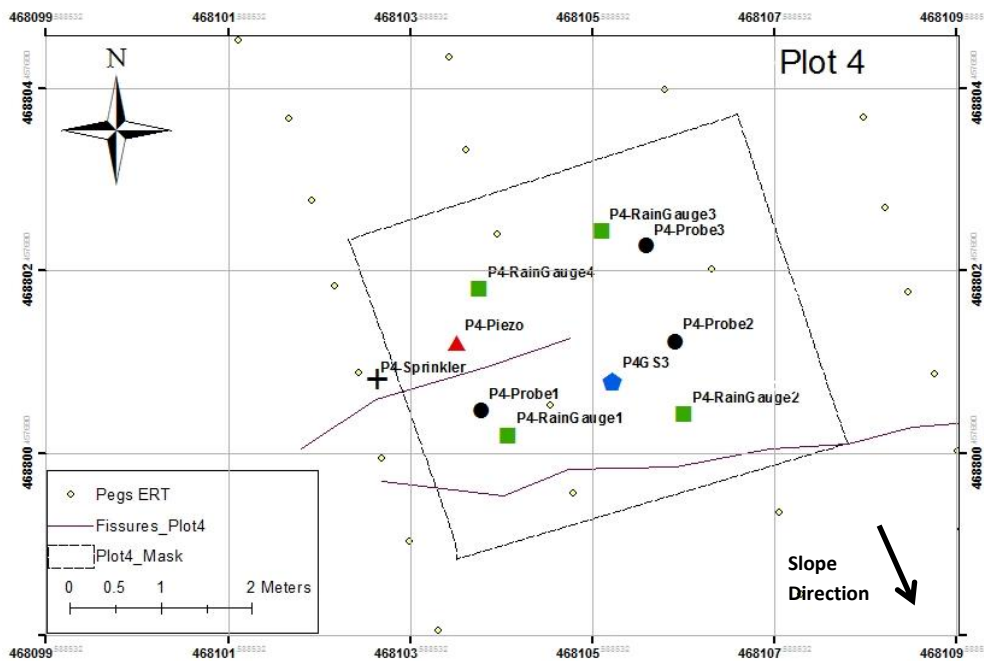 468099 468101 468103 468105 468107 468109
Plot 4
N
468804 468804
P4-RainGauge3
P4-Probe3
468802 468802
P4-RainGauge4
P4-Piezo
P4-Probe2
P4-Sprinkler
P4GS3
P4-Probe1
P4-RainGauge2
P4-RainGauge1
468800 468800
Pegs ERT
Fissures_Plot4
Plot4_Mask
0 0.5 1 2 Meters
Slope
Direction
468099 468101 468103 468105 468107 468109